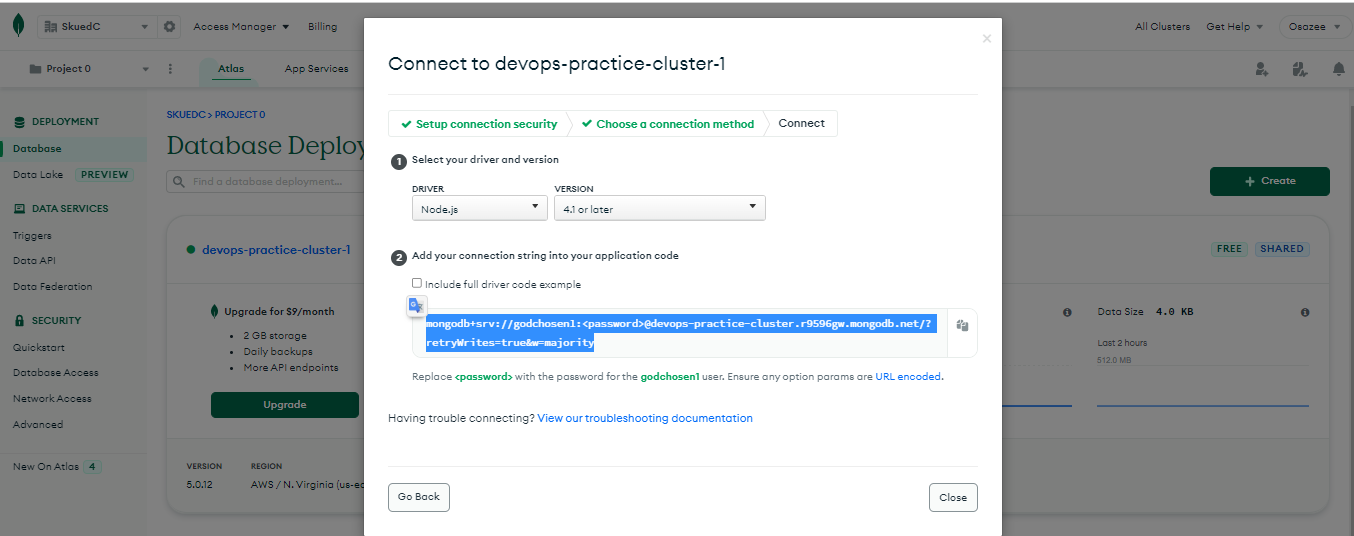 SkuedC
Access Manager
Billing
All Clusters
Get Help
Osazee
Project 0
Atlas
App Services
DEPLOYMENT
Database
Data Lake
PREVIEW
DATA SERVICES
Triggers
Data API
Data Federation
SECURITY
Quickstart
Database Access
Network Access
Advanced
New On Atlas 4
SKUEDC > PROJECT 0
Database Deploy
Find a database deployment...
+ Create
devops-practice-cluster-1
FREE
SHARED
Upgrade for $9/month
• 2 GB storage
• Daily backups
• More API endpoints
Upgrade
VERSION
5.0.12
REGION
AWS / N. Virginia (us-ea
Data Size 4.0 KB
Last 2 hours
512.0 MB
×
Connect to devops-practice-cluster-1
✔ Setup connection security
✔ Choose a connection method
Connect
1 Select your driver and version
DRIVER
Node.js
VERSION
4.1 or later
2 Add your connection string into your application code
Include full driver code example
mongodb+srv://godchosen1:<password>@devops-practice-cluster.r9596gw.mongodb.net/?
retryWrites=true&w=majority
Replace <password> with the password for the godchosen1 user. Ensure any option params are URL encoded.
Having trouble connecting? View our troubleshooting documentation
Go Back
Close